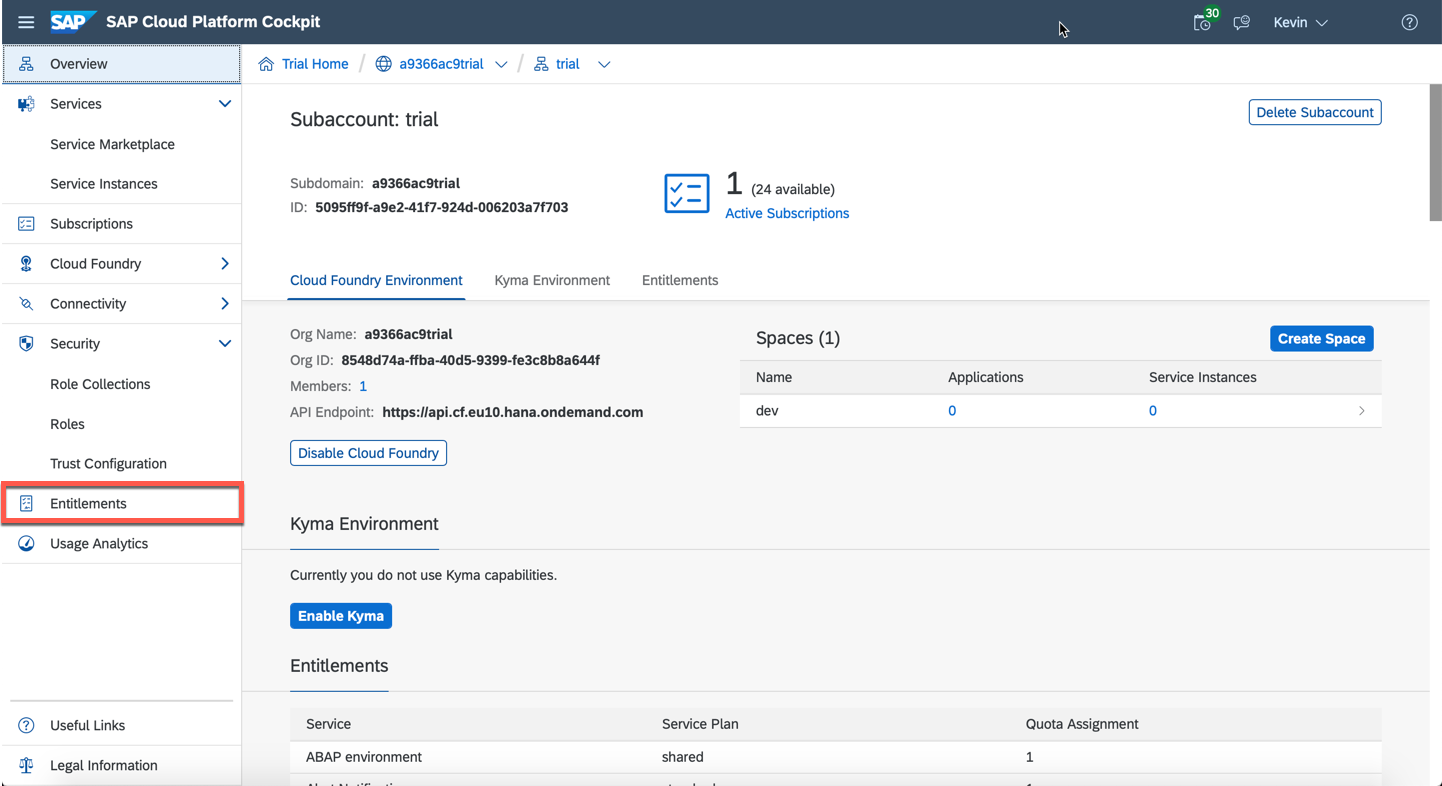 SAP SAP Cloud Platform Cockpit
30
Kevin
Overview
Services
Service Marketplace
Service Instances
Subscriptions
Cloud Foundry
Connectivity
Security
Role Collections
Roles
Trust Configuration
Entitlements
Usage Analytics
Useful Links
Legal Information
Trial Home / a9366ac9trial / trial
Subaccount: trial
Delete Subaccount
Subdomain: a9366ac9trial
ID: 5095ff9f-a9e2-41f7-924d-006203a7f703
1 (24 available)
Active Subscriptions
Cloud Foundry Environment Kyma Environment Entitlements
Org Name: a9366ac9trial
Org ID: 8548d74a-ffba-40d5-9399-fe3c8b8a644f
Members: 1
API Endpoint: https://api.cf.eu10.hana.ondemand.com
Disable Cloud Foundry
Spaces (1)
Create Space
Name Applications Service Instances
dev 0 0
Kyma Environment
Currently you do not use Kyma capabilities.
Enable Kyma
Entitlements
Service Service Plan Quota Assignment
ABAP environment shared 1